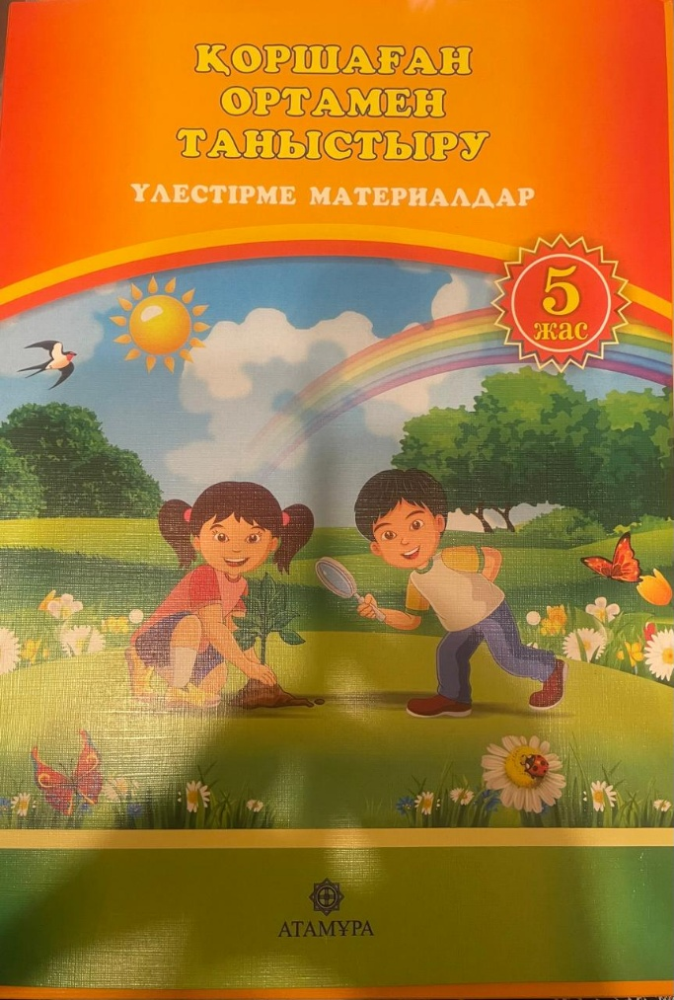 ҚОРШАҒАН
ОРТАМЕН
ТАНЫСТЫРУ
ҮЛЕСТІРМЕ МАТЕРИАЛДАР
5
жас
АТАМҰРА